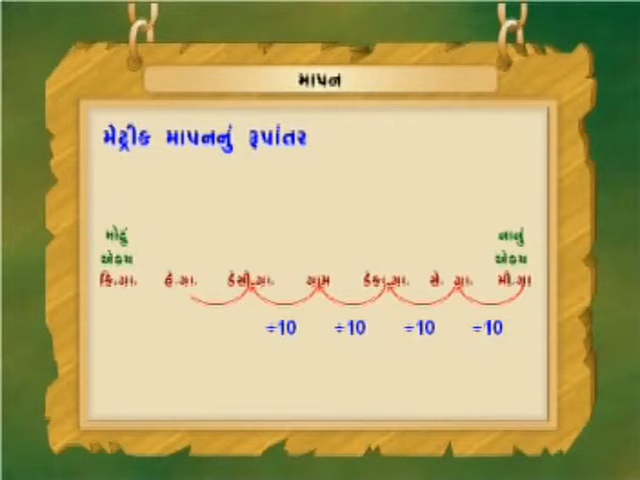 માપન
મેટ્રીક માપનનું રૂપાંતર
મોટું નાનું
એકમ એકમ
કિ.ગ્રા. હે.ગ્રા. ડેસી.ગ્રા. ગ્રામ ડેકા.ગ્રા. સે. ગ્રા. મી.ગ્રા
÷10 ÷10 ÷10 ÷10